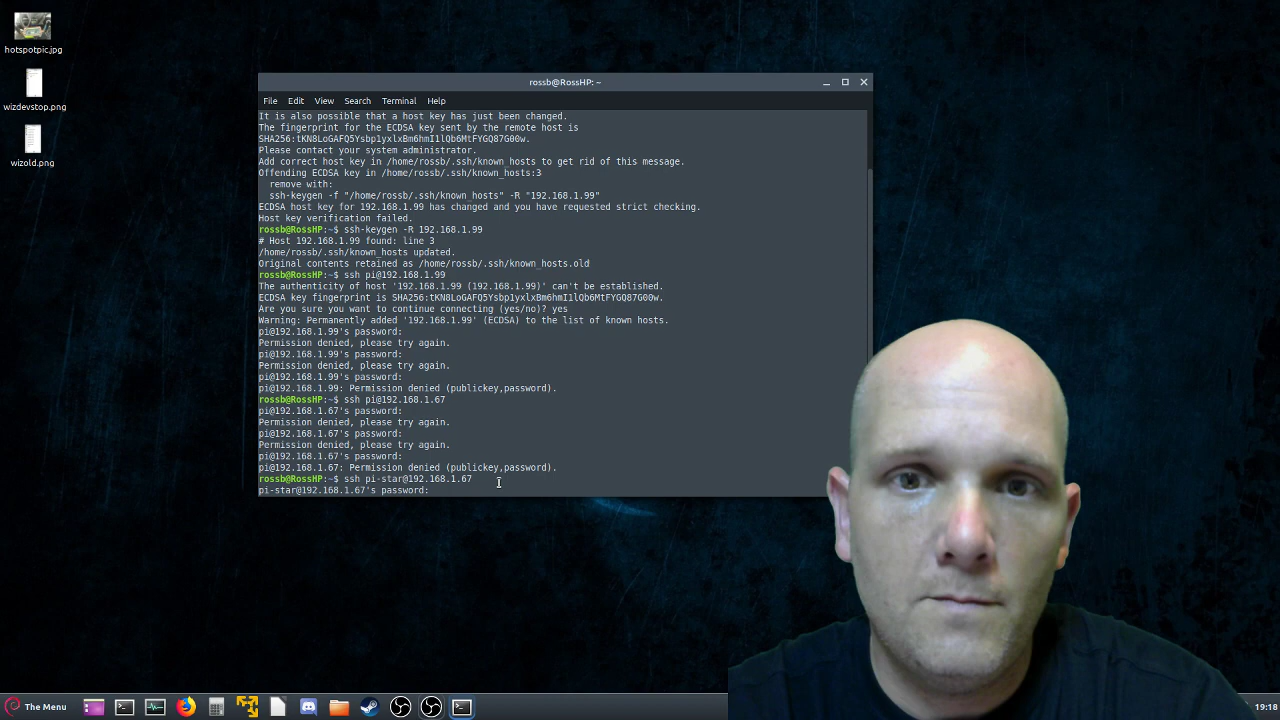 hotspotpic.jpg
wizdevstop.png
wizold.png
rossb@RossHP: ~
File Edit View Search Terminal Help
It is also possible that a host key has just been changed.
The fingerprint for the ECDSA key sent by the remote host is
SHA256:tKN8LoGAFQ5Ysbp1yxlxBm6hmI1lQb6MtFYGQ87G00w.
Please contact your system administrator.
Add correct host key in /home/rossb/.ssh/known_hosts to get rid of this message.
Offending ECDSA key in /home/rossb/.ssh/known_hosts:3
remove with:
ssh-keygen -f "/home/rossb/.ssh/known_hosts" -R "192.168.1.99"
ECDSA host key for 192.168.1.99 has changed and you have requested strict checking.
Host key verification failed.
rossb@RossHP:~$ ssh-keygen -R 192.168.1.99
# Host 192.168.1.99 found: line 3
/home/rossb/.ssh/known_hosts updated.
Original contents retained as /home/rossb/.ssh/known_hosts.old
rossb@RossHP:~$ ssh pi@192.168.1.99
The authenticity of host '192.168.1.99 (192.168.1.99)' can't be established.
ECDSA key fingerprint is SHA256:tKN8LoGAFQ5Ysbp1yxlxBm6hmI1lQb6MtFYGQ87G00w.
Are you sure you want to continue connecting (yes/no)? yes
Warning: Permanently added '192.168.1.99' (ECDSA) to the list of known hosts.
pi@192.168.1.99's password:
Permission denied, please try again.
pi@192.168.1.99's password:
Permission denied, please try again.
pi@192.168.1.99's password:
pi@192.168.1.99: Permission denied (publickey,password).
rossb@RossHP:~$ ssh pi@192.168.1.67
pi@192.168.1.67's password:
Permission denied, please try again.
pi@192.168.1.67's password:
Permission denied, please try again.
pi@192.168.1.67's password:
pi@192.168.1.67: Permission denied (publickey,password).
rossb@RossHP:~$ ssh pi-star@192.168.1.67
pi-star@192.168.1.67's password:
The Menu
19:18